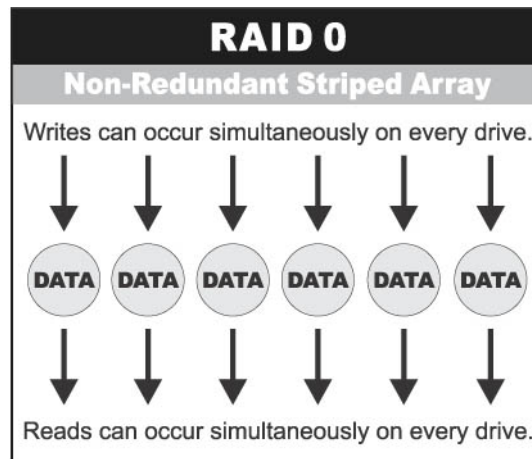 RAID 0
Non-Redundant Striped Array
Writes can occur simultaneously on every drive.
DATA DATA DATA DATA DATA DATA
Reads can occur simultaneously on every drive.